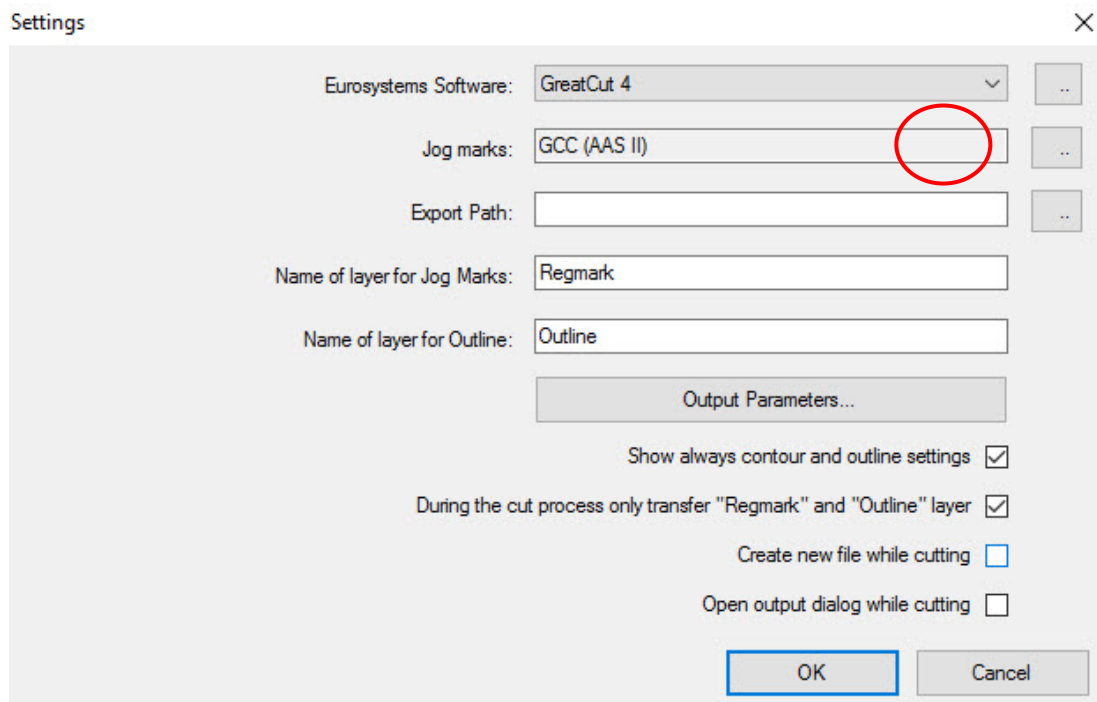 Settings
Eurosystems Software: GreatCut 4 ..
Jog marks: GCC (AAS II) ..
Export Path: ..
Name of layer for Jog Marks: Regmark
Name of layer for Outline: Outline
Output Parameters...
Show always contour and outline settings
During the cut process only transfer "Regmark" and "Outline" layer
Create new file while cutting
Open output dialog while cutting
OK Cancel